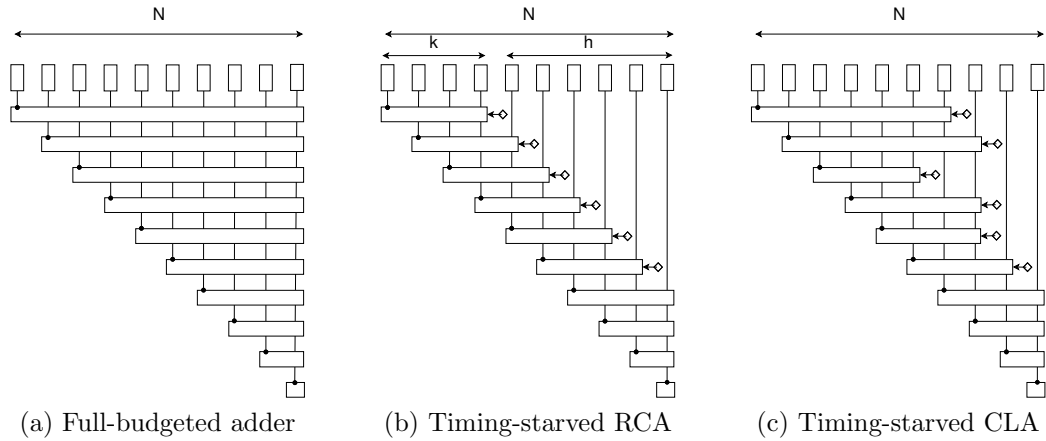 N
N
N
k
h
(a) Full-budgeted adder
(b) Timing-starved RCA
(c) Timing-starved CLA